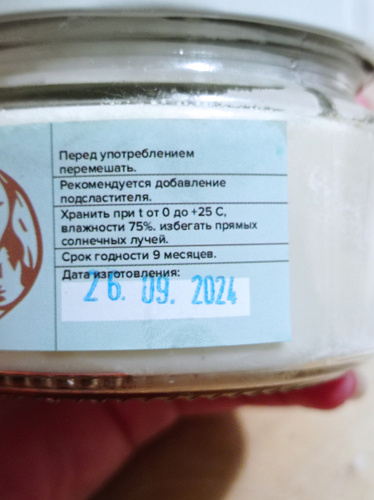 Перед употреблением
перемешать.
Рекомендуется добавление
подсластителя.
Хранить при t от 0 до +25 С,
влажности 75%. избегать прямых
солнечных лучей.
Срок годности 9 месяцев.
Дата изготовления:
26. 09. 2024